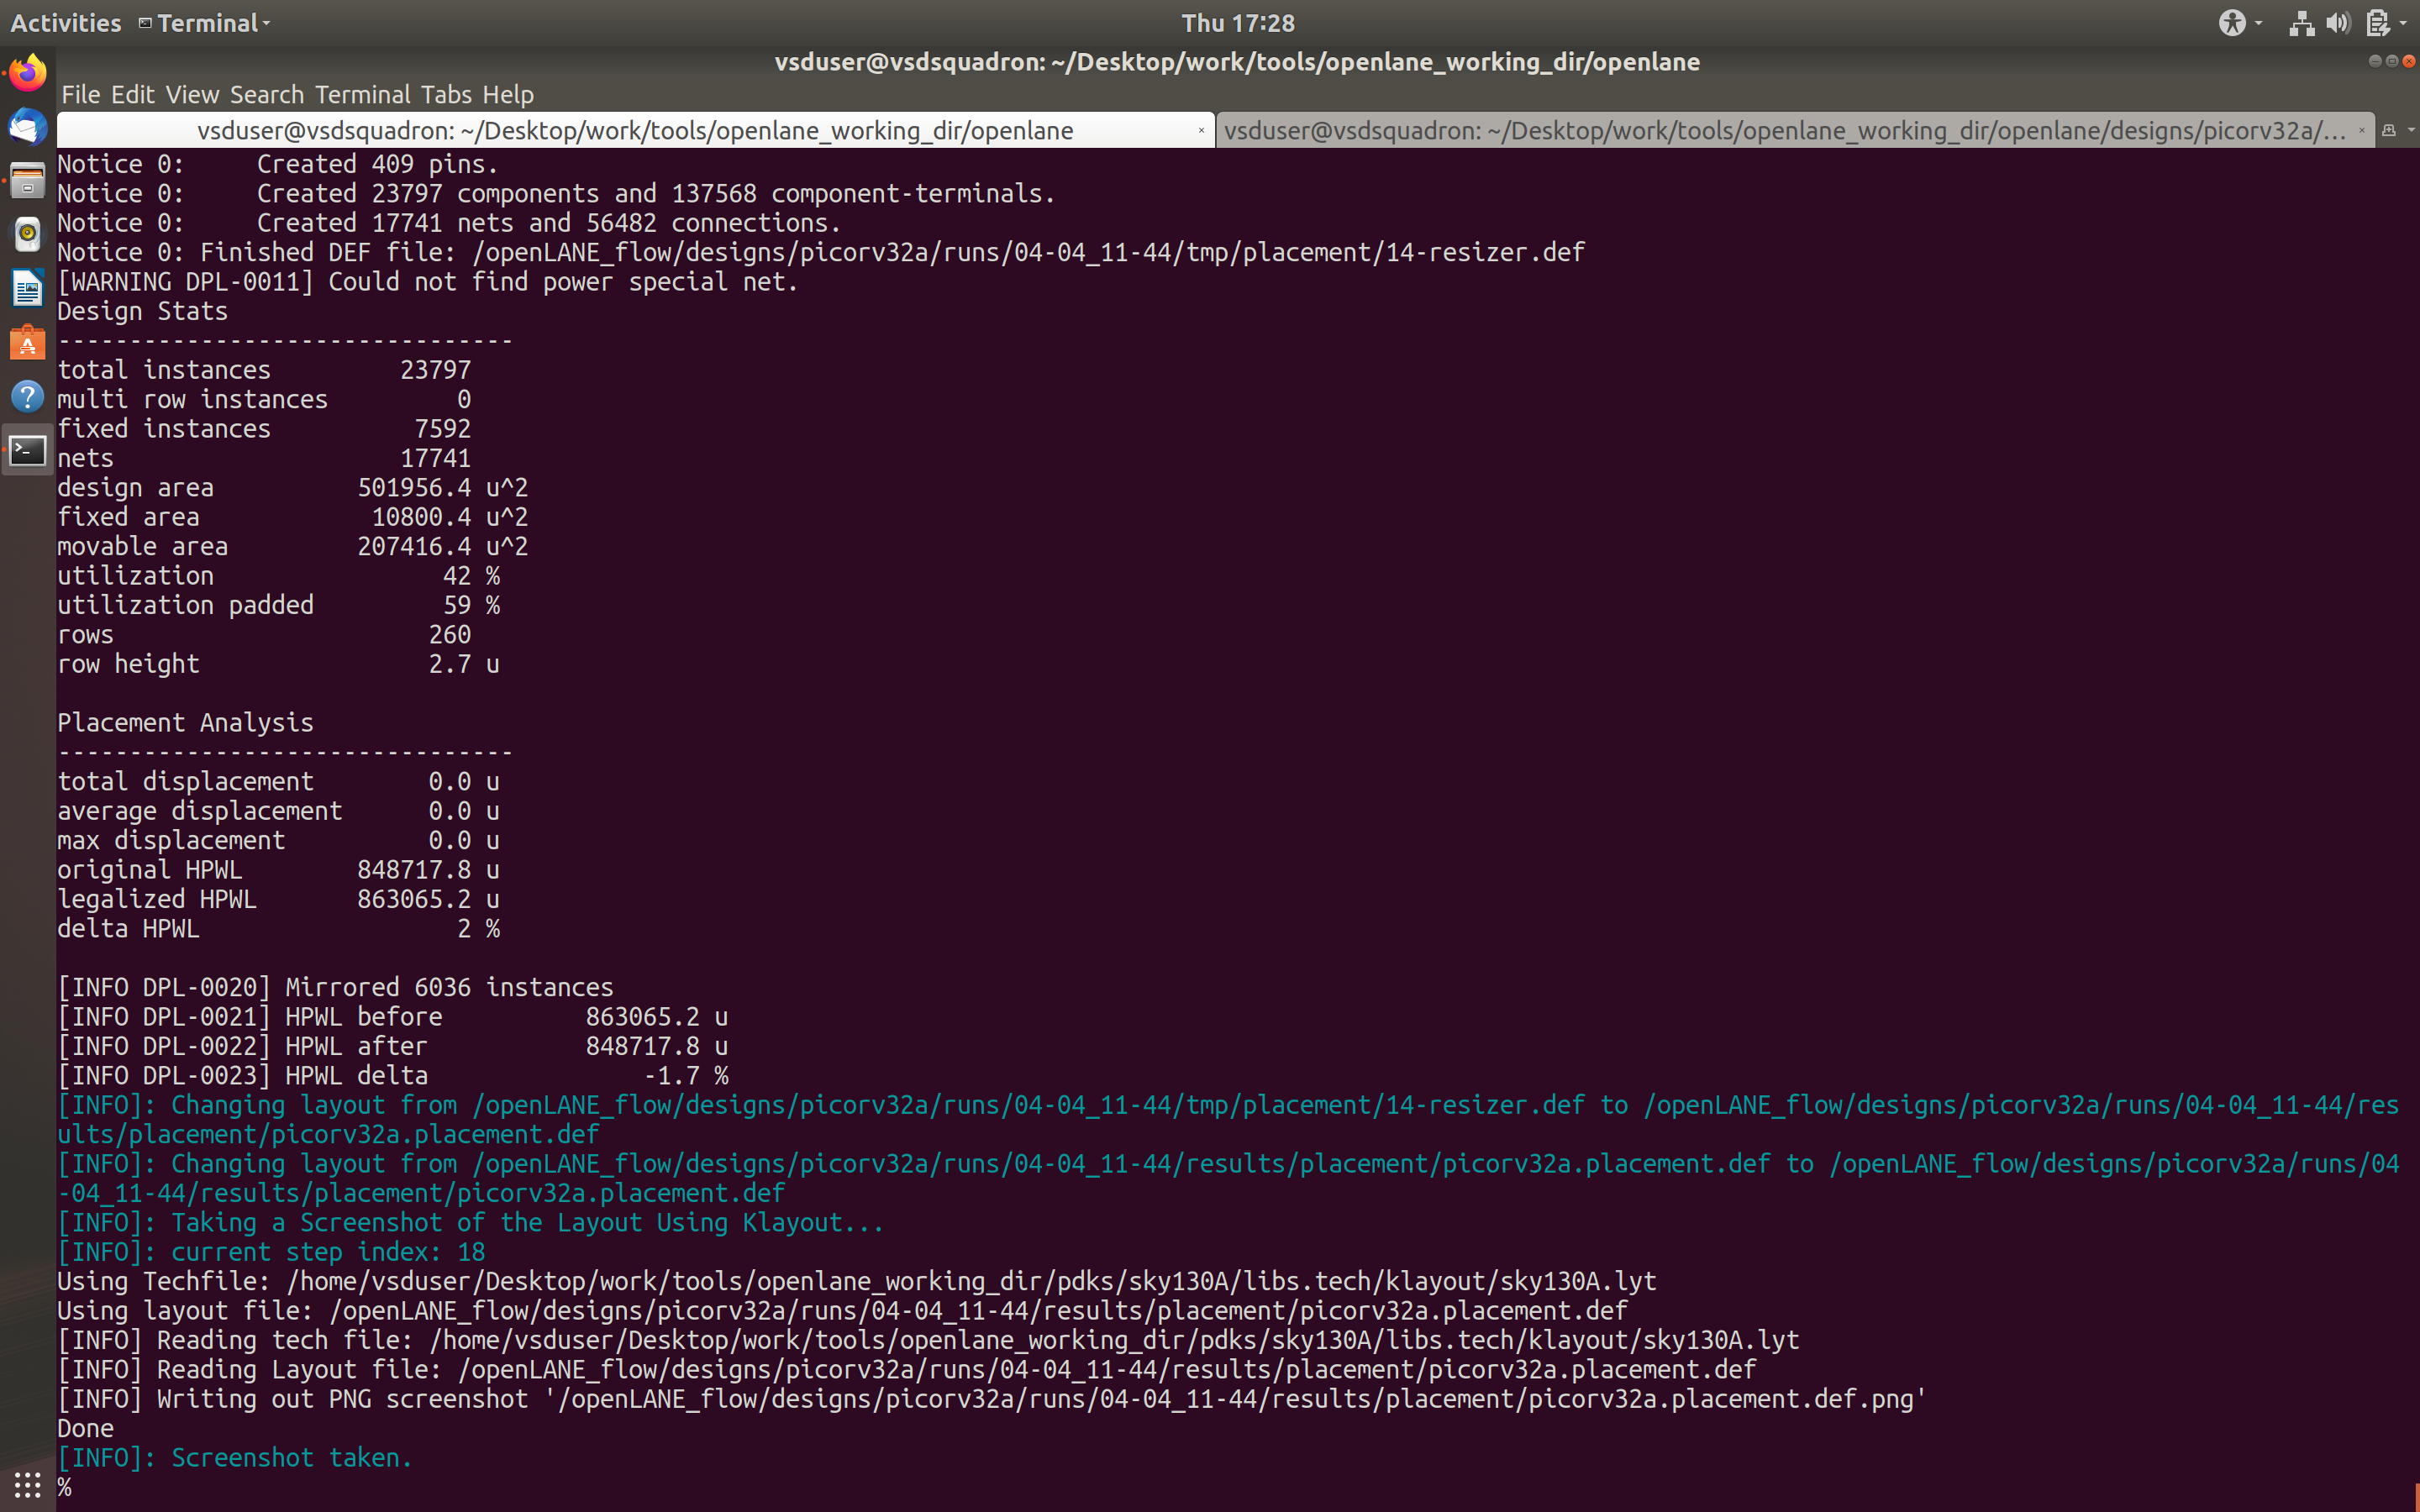 Activities Terminal Thu 17:28
vsduser@vsdsquadron: ~/Desktop/work/tools/openlane_working_dir/openlane
File Edit View Search Terminal Tabs Help
vsduser@vsdsquadron: ~/Desktop/work/tools/openlane_working_dir/openlane × vsduser@vsdsquadron: ~/Desktop/work/tools/openlane_working_dir/openlane/designs/picorv32a/... ×
Notice 0:     Created 409 pins.
Notice 0:     Created 23797 components and 137568 component-terminals.
Notice 0:     Created 17741 nets and 56482 connections.
Notice 0: Finished DEF file: /openLANE_flow/designs/picorv32a/runs/04-04_11-44/tmp/placement/14-resizer.def
[WARNING DPL-0011] Could not find power special net.
Design Stats
--------------------------------
total instances         23797
multi row instances         0
fixed instances          7592
nets                    17741
design area          501956.4 u^2
fixed area            10800.4 u^2
movable area         207416.4 u^2
utilization                42 %
utilization padded         59 %
rows                      260
row height                2.7 u
Placement Analysis
--------------------------------
total displacement        0.0 u
average displacement      0.0 u
max displacement          0.0 u
original HPWL        848717.8 u
legalized HPWL       863065.2 u
delta HPWL                  2 %
[INFO DPL-0020] Mirrored 6036 instances
[INFO DPL-0021] HPWL before          863065.2 u
[INFO DPL-0022] HPWL after           848717.8 u
[INFO DPL-0023] HPWL delta               -1.7 %
[INFO]: Changing layout from /openLANE_flow/designs/picorv32a/runs/04-04_11-44/tmp/placement/14-resizer.def to /openLANE_flow/designs/picorv32a/runs/04-04_11-44/res
ults/placement/picorv32a.placement.def
[INFO]: Changing layout from /openLANE_flow/designs/picorv32a/runs/04-04_11-44/results/placement/picorv32a.placement.def to /openLANE_flow/designs/picorv32a/runs/04
-04_11-44/results/placement/picorv32a.placement.def
[INFO]: Taking a Screenshot of the Layout Using Klayout...
[INFO]: current step index: 18
Using Techfile: /home/vsduser/Desktop/work/tools/openlane_working_dir/pdks/sky130A/libs.tech/klayout/sky130A.lyt
Using layout file: /openLANE_flow/designs/picorv32a/runs/04-04_11-44/results/placement/picorv32a.placement.def
[INFO] Reading tech file: /home/vsduser/Desktop/work/tools/openlane_working_dir/pdks/sky130A/libs.tech/klayout/sky130A.lyt
[INFO] Reading Layout file: /openLANE_flow/designs/picorv32a/runs/04-04_11-44/results/placement/picorv32a.placement.def
[INFO] Writing out PNG screenshot '/openLANE_flow/designs/picorv32a/runs/04-04_11-44/results/placement/picorv32a.placement.def.png'
Done
[INFO]: Screenshot taken.
%